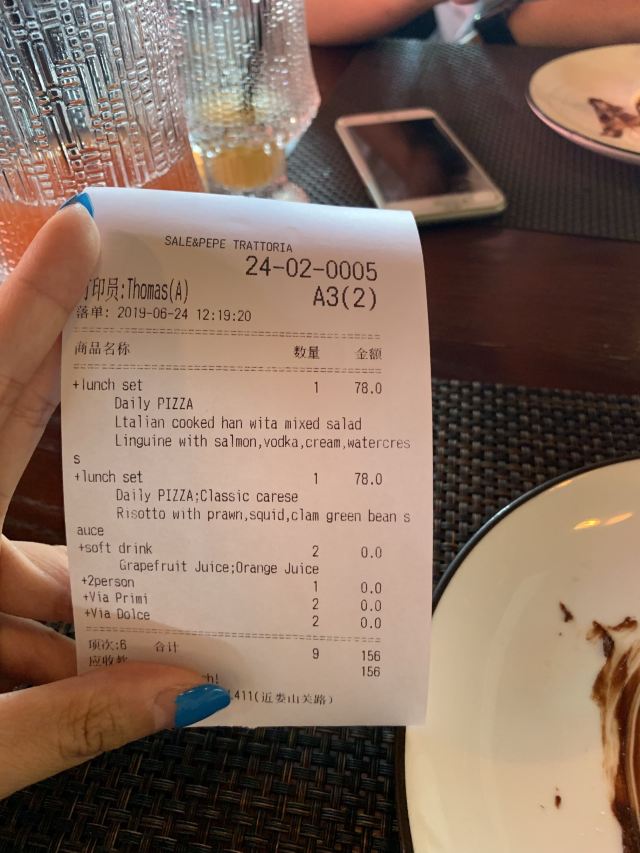 SALE&PEPE TRATTORIA
24-02-0005
印员:Thomas(A) A3(2)
落单: 2019-06-24 12:19:20
商品名称 数量 金额
+lunch set 1 78.0
Daily PIZZA
Ltalian cooked han wita mixed salad
Linguine with salmon,vodka,cream,watercres
s
+lunch set 1 78.0
Daily PIZZA;Classic carese
Risotto with prawn,squid,clam green bean s
auce
+soft drink 2 0.0
Grapefruit Juice;Orange Juice
+2person 1 0.0
+Via Primi 2 0.0
+Via Dolce 2 0.0
项次:6 合计 9 156
应收款 156
ch!
411(近娄山关路)